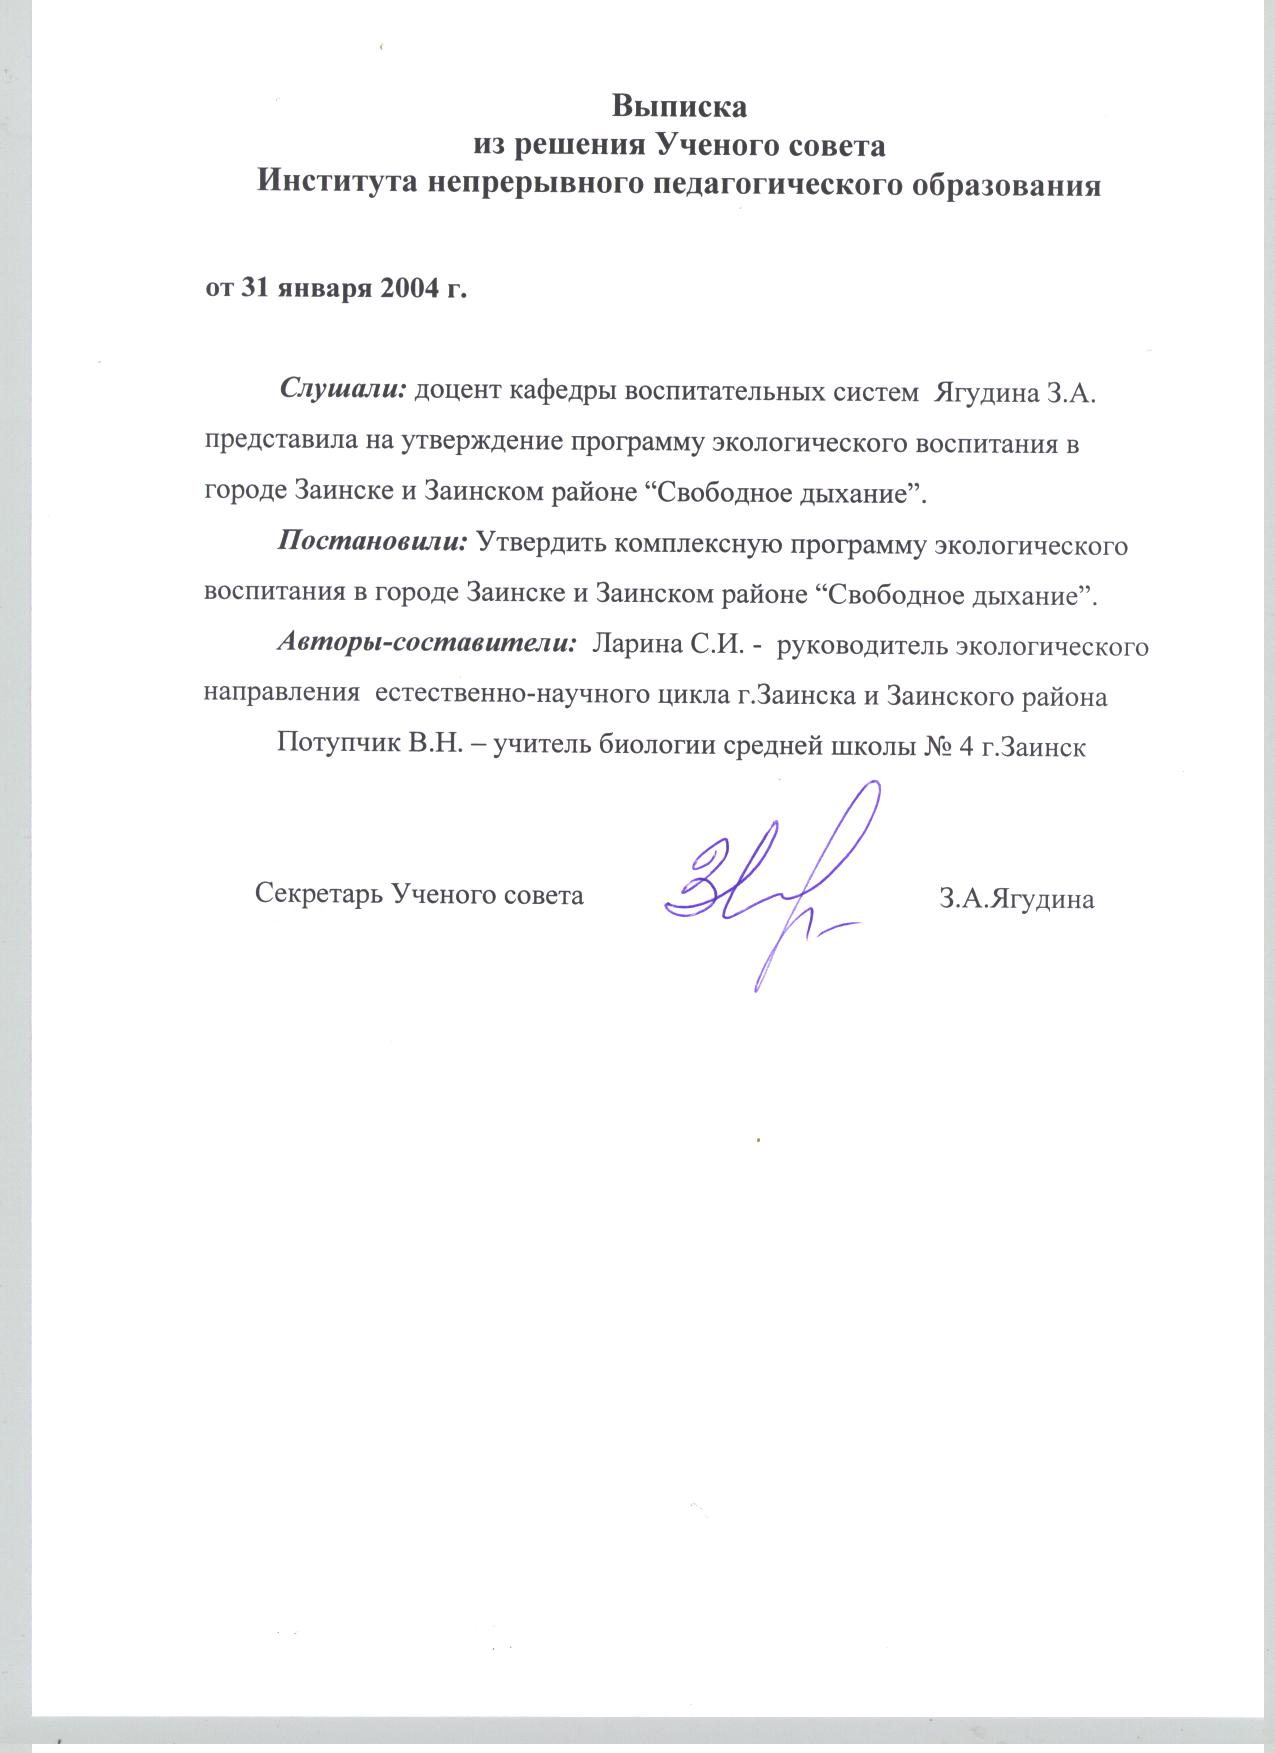 Выписка
из решения Ученого совета
Института непрерывного педагогического образования
от 31 января 2004 г.
Слушали: доцент кафедры воспитательных систем  Ягудина З.А.
представила на утверждение программу экологического воспитания в
городе Заинске и Заинском районе “Свободное дыхание”.
Постановили: Утвердить комплексную программу экологического
воспитания в городе Заинске и Заинском районе “Свободное дыхание”.
Авторы-составители:  Ларина С.И. -  руководитель экологического
направления  естественно-научного цикла г.Заинска и Заинского района
Потупчик В.Н. – учитель биологии средней школы № 4 г.Заинск
Секретарь Ученого совета З.А.Ягудина